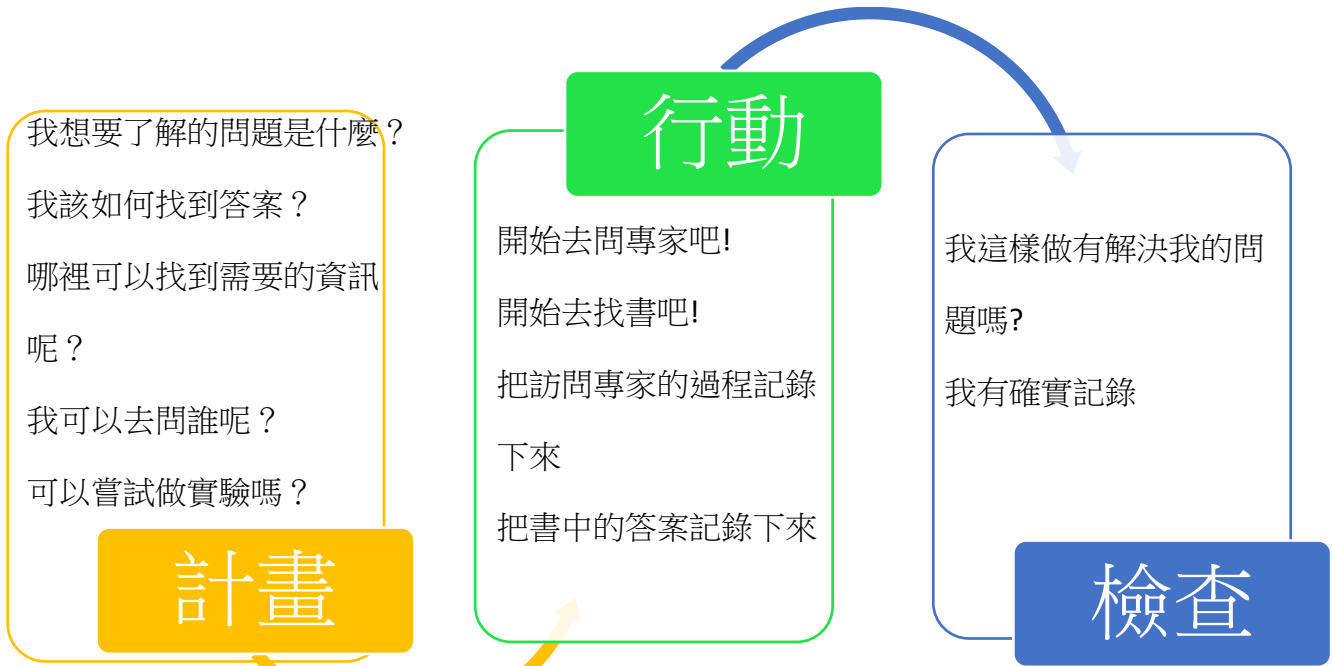 我想要了解的問題是什麼？
我該如何找到答案？
哪裡可以找到需要的資訊
呢？
我可以去問誰呢？
可以嘗試做實驗嗎？
計畫
行動
開始去問專家吧!
開始去找書吧!
把訪問專家的過程記錄
下來
把書中的答案記錄下來
我這樣做有解決我的問
題嗎?
我有確實記錄
檢查